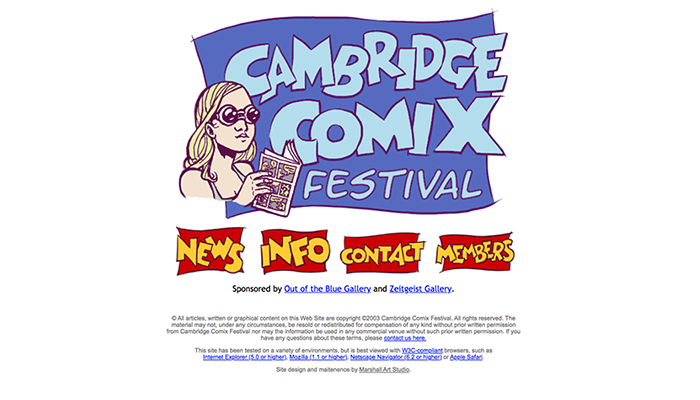 CAMBRIDGE
COMIX
FESTIVAL
NEWS INFO CONTACT MEMBERS
Sponsored by Out of the Blue Gallery and Zeitgeist Gallery.
© All articles, written or graphical content on this Web Site are copyright ©2003 Cambridge Comix Festival. All rights reserved. The
material may not, under any circumstances, be resold or redistributed for compensation of any kind without prior written permission
from Cambridge Comix Festival nor may the information be used in any commercial venue without such prior written permission. If you
have any questions about these terms, please contact us here.
This site has been tested on a variety of environments, but is best viewed with W3C-compliant browsers, such as
Internet Explorer (5.0 or higher), Mozilla (1.1 or higher), Netscape Navigator (6.2 or higher) or Apple Safari.
Site design and maitenence by Marshall Art Studio.